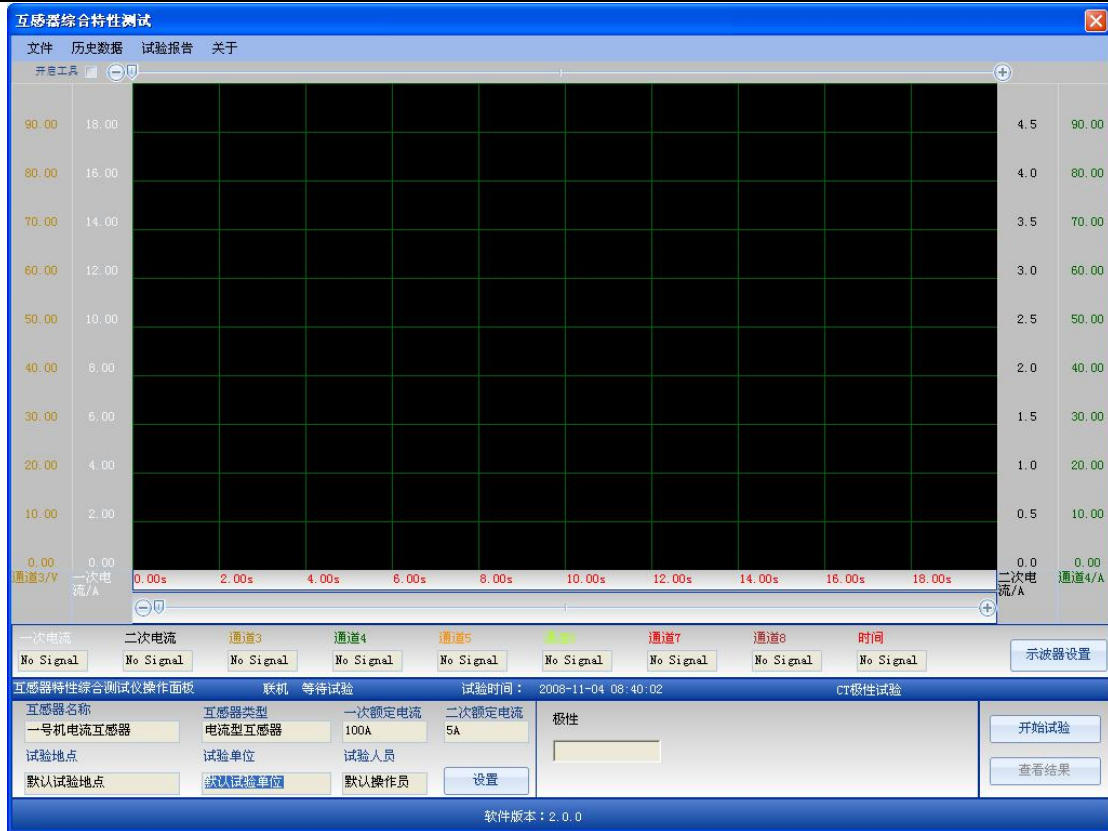 互感器综合特性测试
文件 历史数据 试验报告 关于
开启工具
90.00 18.00 4.5 90.00
80.00 16.00 4.0 80.00
70.00 14.00 3.5 70.00
60.00 12.00 3.0 60.00
50.00 10.00 2.5 50.00
40.00 8.00 2.0 40.00
30.00 6.00 1.5 30.00
20.00 4.00 1.0 20.00
10.00 2.00 0.5 10.00
0.00 0.00 0.0 0.00
通道3/V 一次电流/A 二次电流/A 通道4/A
0.00s 2.00s 4.00s 6.00s 8.00s 10.00s 12.00s 14.00s 16.00s 18.00s
一次电流 二次电流 通道3 通道4 通道5 通道6 通道7 通道8 时间
No Signal No Signal No Signal No Signal No Signal No Signal No Signal No Signal No Signal
示波器设置
互感器特性综合测试仪操作面板 联机 等待试验 试验时间： 2008-11-04 08:40:02 CT极性试验
互感器名称 互感器类型 一次额定电流 二次额定电流 极性
一号机电流互感器 电流型互感器 100A 5A
开始试验
试验地点 试验单位 试验人员
默认试验地点 默认试验单位 默认操作员 设置
查看结果
软件版本：2.0.0